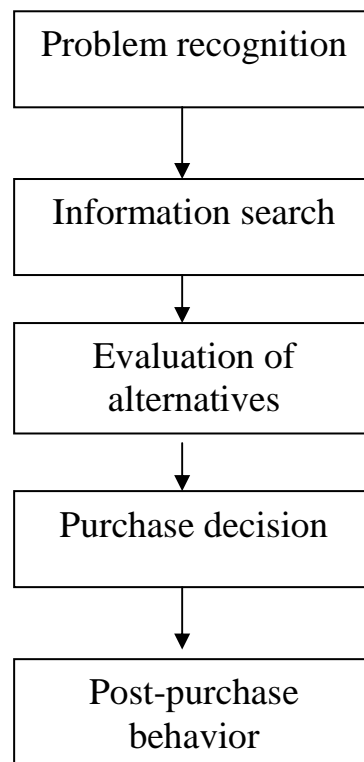 Problem recognition
Information search
Evaluation of
alternatives
Purchase decision
Post-purchase
behavior